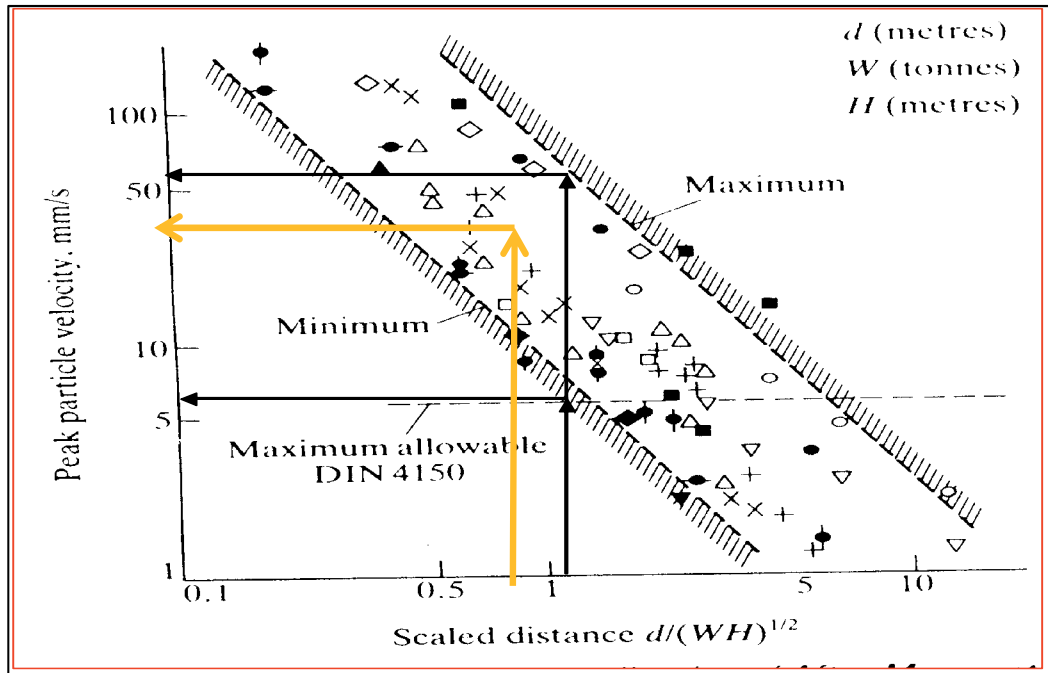 d (metres)
W (tonnes)
H (metres)
100
50
10
5
1
Peak particle velocity, mm/s
Maximum
Minimum
Maximum allowable
DIN 4150
0.1
0.5
1
5
10
Scaled distance d/(WH)^1/2